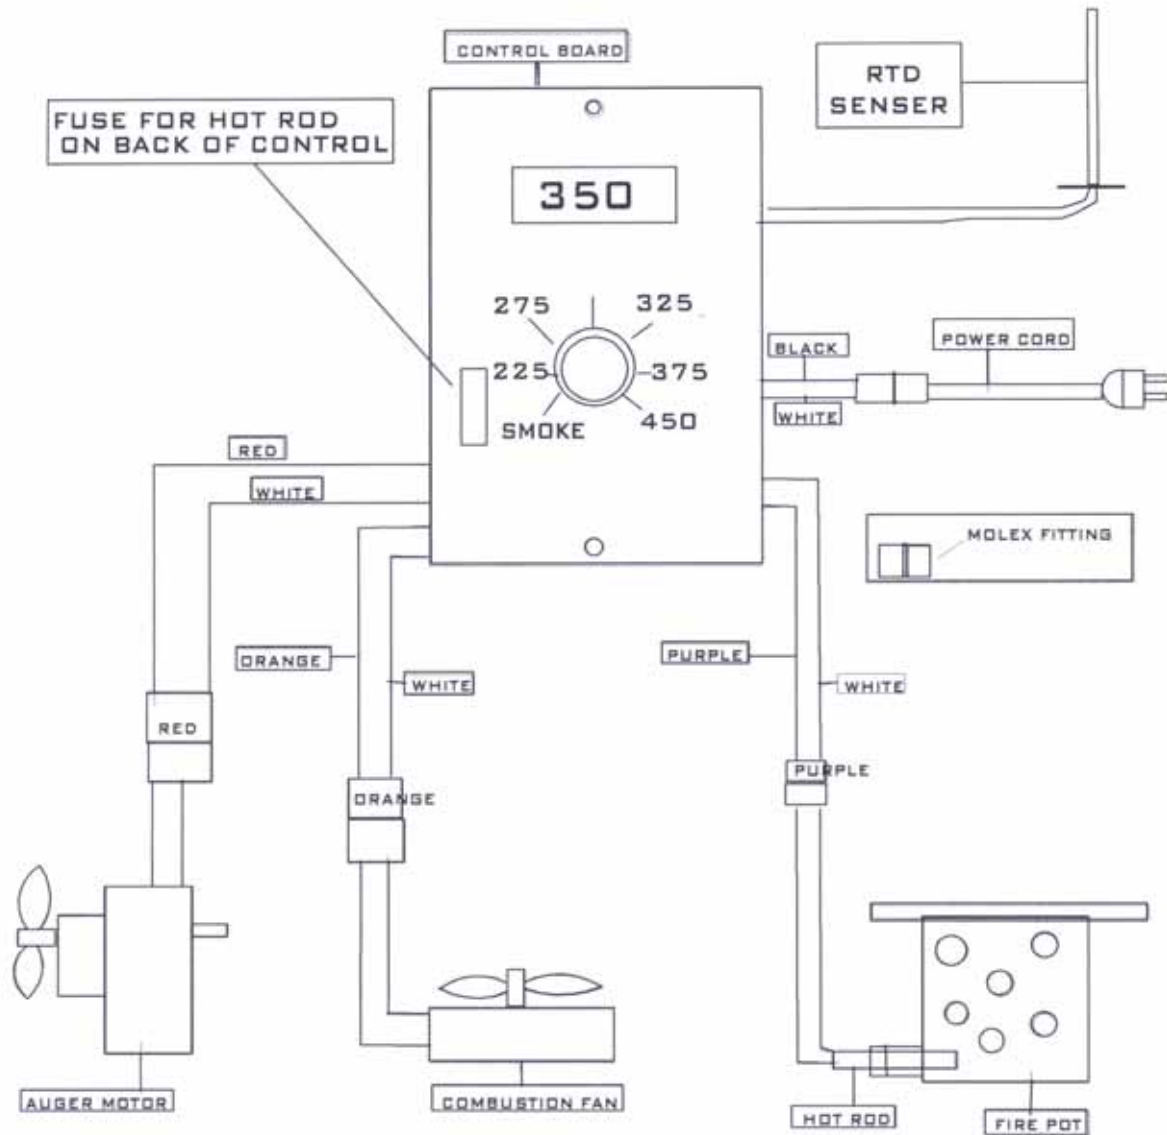 CONTROL BOARD
RTD
SENSER
FUSE FOR HOT ROD
ON BACK OF CONTROL
350
275
325
225
375
SMOKE
450
BLACK
WHITE
POWER CORD
RED
WHITE
MOLEX FITTING
ORANGE
WHITE
PURPLE
WHITE
RED
ORANGE
PURPLE
AUGER MOTOR
COMBUSTION FAN
HOT ROD
FIRE POT